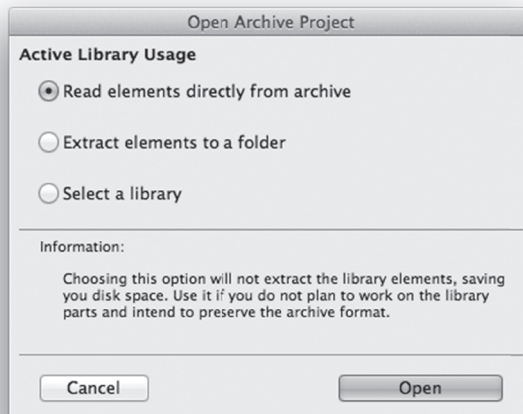 Open Archive Project
Active Library Usage
Read elements directly from archive
Extract elements to a folder
Select a library
Information:
Choosing this option will not extract the library elements, saving
you disk space. Use it if you do not plan to work on the library
parts and intend to preserve the archive format.
Cancel
Open